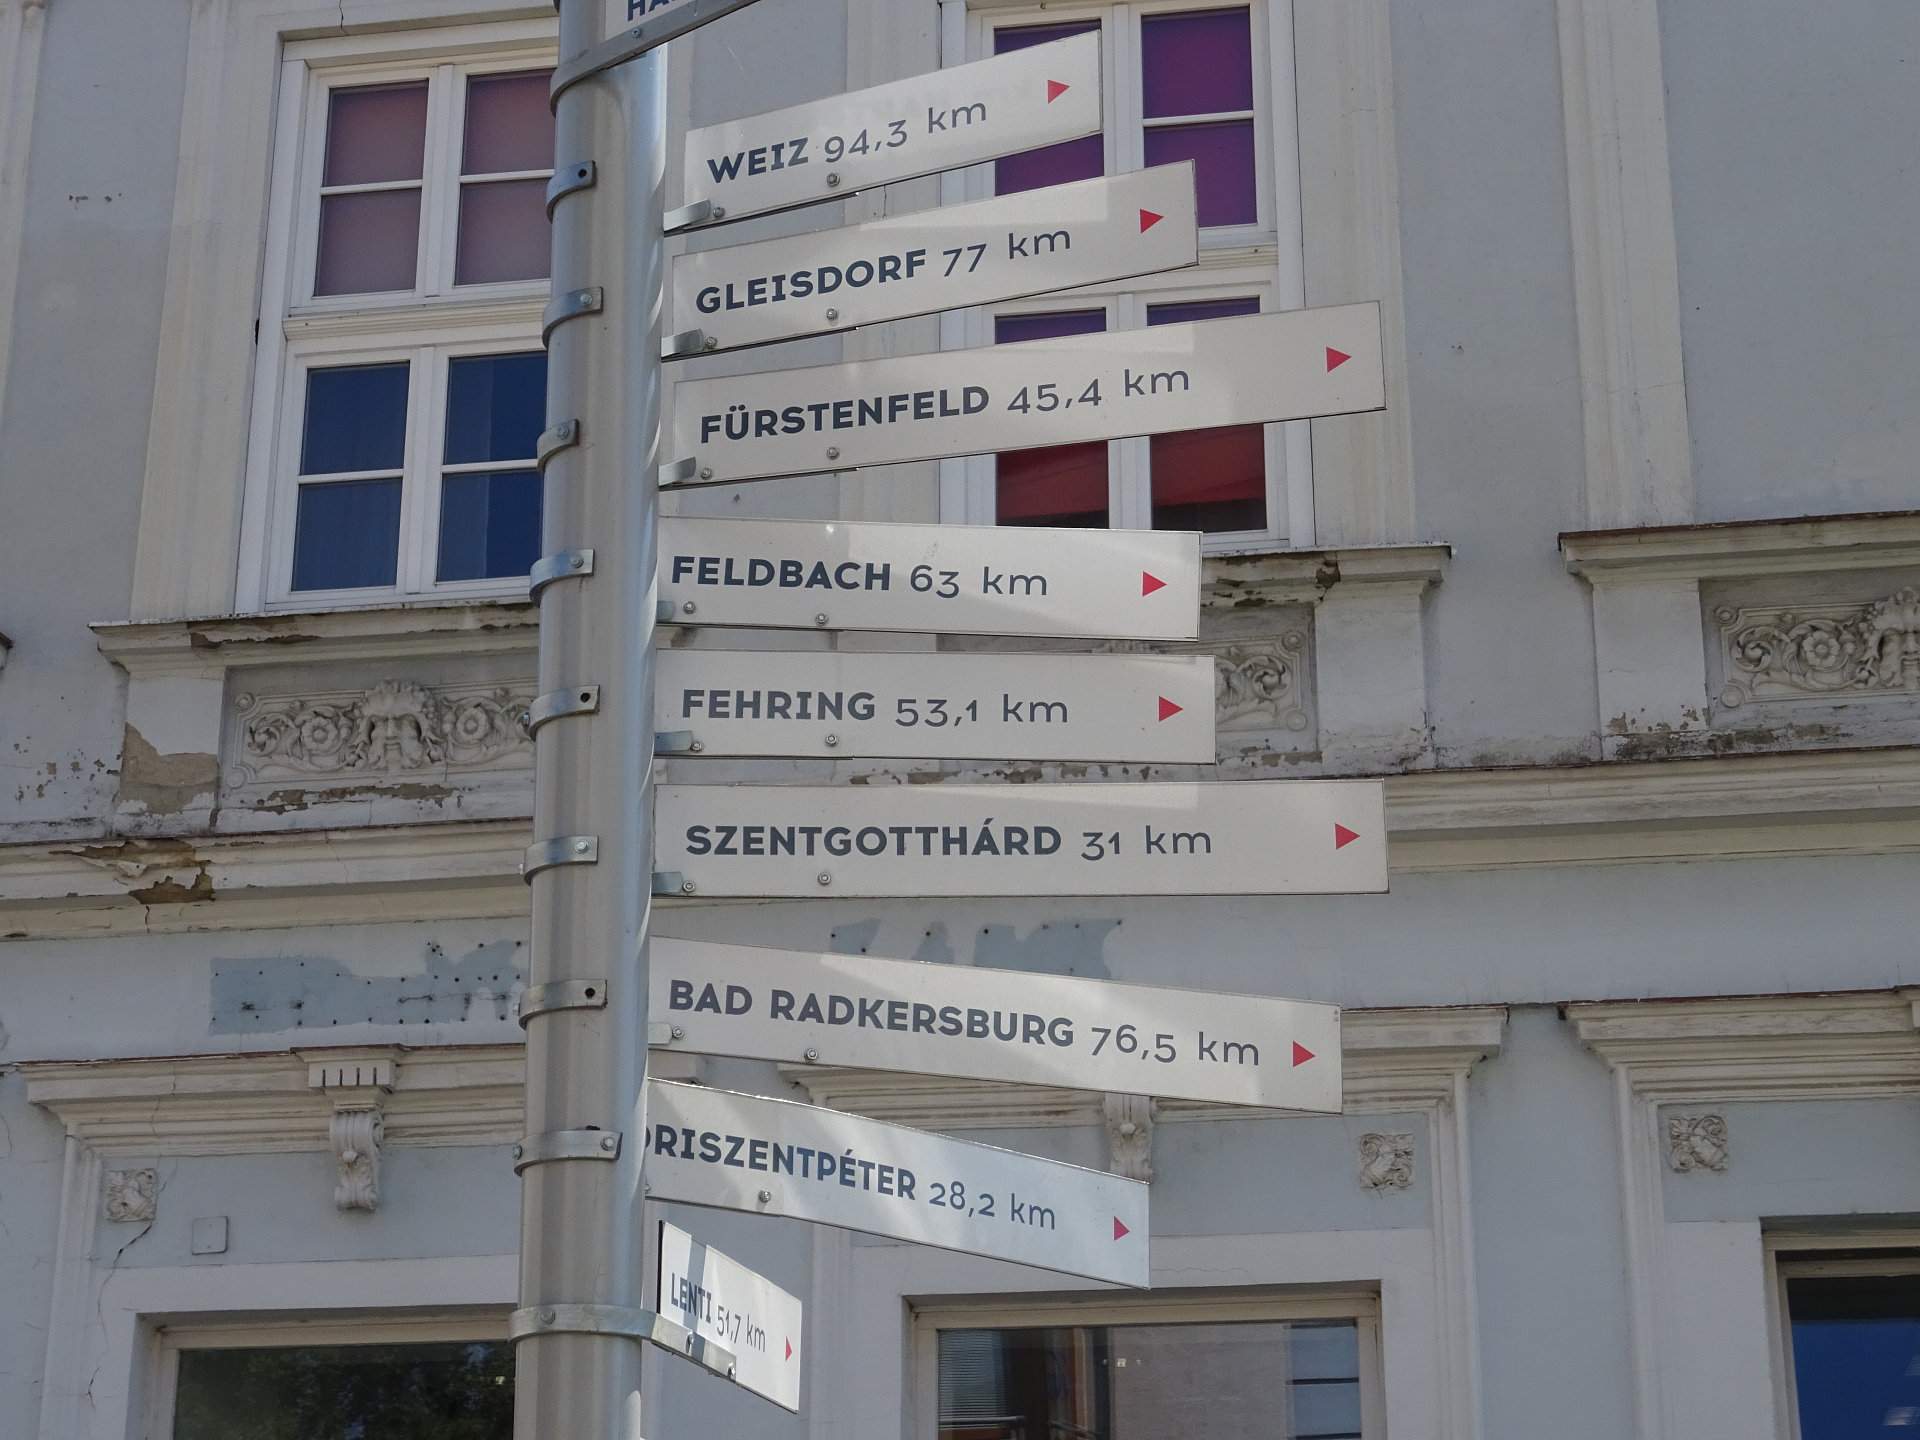 WEIZ 94,3 km
GLEISDORF 77 km
FÜRSTENFELD 45,4 km
FELDBACH 63 km
FEHRING 53,1 km
SZENTGOTTHÁRD 31 km
BAD RADKERSBURG 76,5 km
ŐRISZENTPÉTER 28,2 km
LENTI 51,7 km